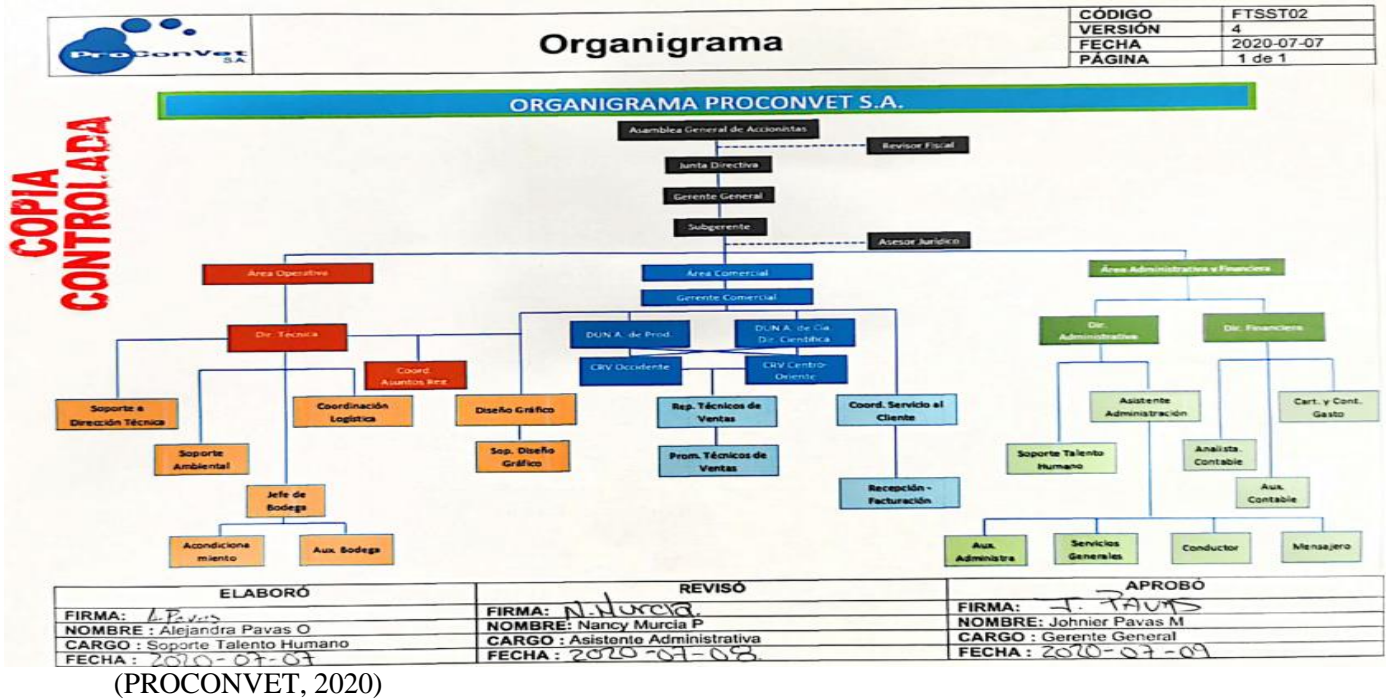 ProConVet
SA
Organigrama
CÓDIGO FTSST02
VERSIÓN 4
FECHA 2020-07-07
PÁGINA 1 de 1
COPIA
CONTROLADA
ORGANIGRAMA PROCONVET S.A.
Asamblea General de Accionistas
Revisor Fiscal
Junta Directiva
Gerente General
Subgerente
Asesor Jurídico
Área Operativa
Área Comercial
Área Administrativa y Financiera
Gerente Comercial
Dir. Técnica
DUN A. de Prod.
DUN A. de Cia.
Dir. Científica
Dir.
Administrativa
Dir. Financiera
Coord.
Asuntos Reg.
CRV Occidente
CRV Centro-
Oriente
Soporte a
Dirección Técnica
Coordinación
Logística
Diseño Gráfico
Rep. Técnicos de
Ventas
Coord. Servicio al
Cliente
Asistente
Administración
Cart. y Cont.
Gasto
Soporte
Ambiental
Sop. Diseño
Gráfico
Prom. Técnicos de
Ventas
Soporte Talento
Humano
Analista.
Contable
Jefe de
Bodega
Recepción -
Facturación
Aux.
Contable
Acondiciona
miento
Aux. Bodega
Aux.
Administra
Servicios
Generales
Conductor
Mensajero
ELABORÓ
FIRMA: A. Pavas
NOMBRE : Alejandra Pavas O
CARGO : Soporte Talento Humano
FECHA : 2020-07-07
REVISÓ
FIRMA: N. Murcia.
NOMBRE: Nancy Murcia P
CARGO : Asistente Administrativa
FECHA : 2020-07-08.
APROBÓ
FIRMA: J. PAVAS
NOMBRE: Johnier Pavas M
CARGO : Gerente General
FECHA : 2020-07-09
(PROCONVET, 2020)